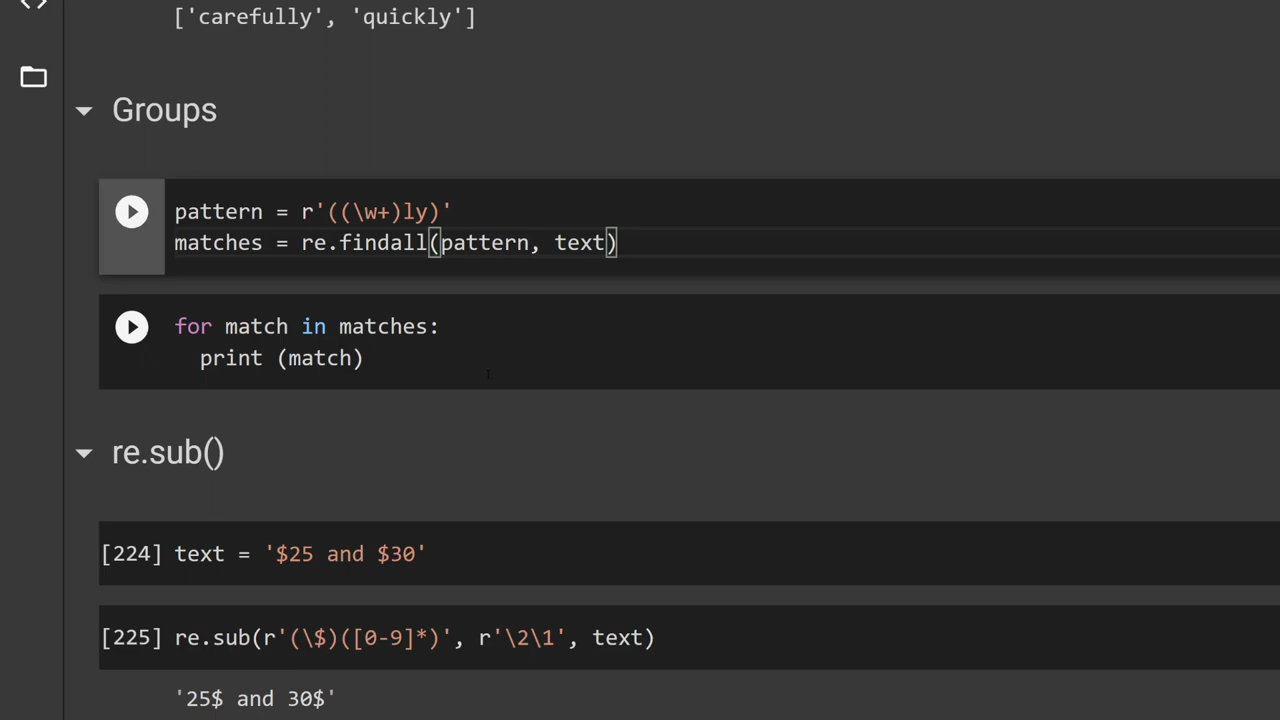 ['carefully', 'quickly']
Groups
pattern = r'((\w+)ly)'
matches = re.findall(pattern, text)
for match in matches:
  print (match)
re.sub()
[224] text = '$25 and $30'
[225] re.sub(r'(\$)([0-9]*)', r'\2\1', text)
'25$ and 30$'